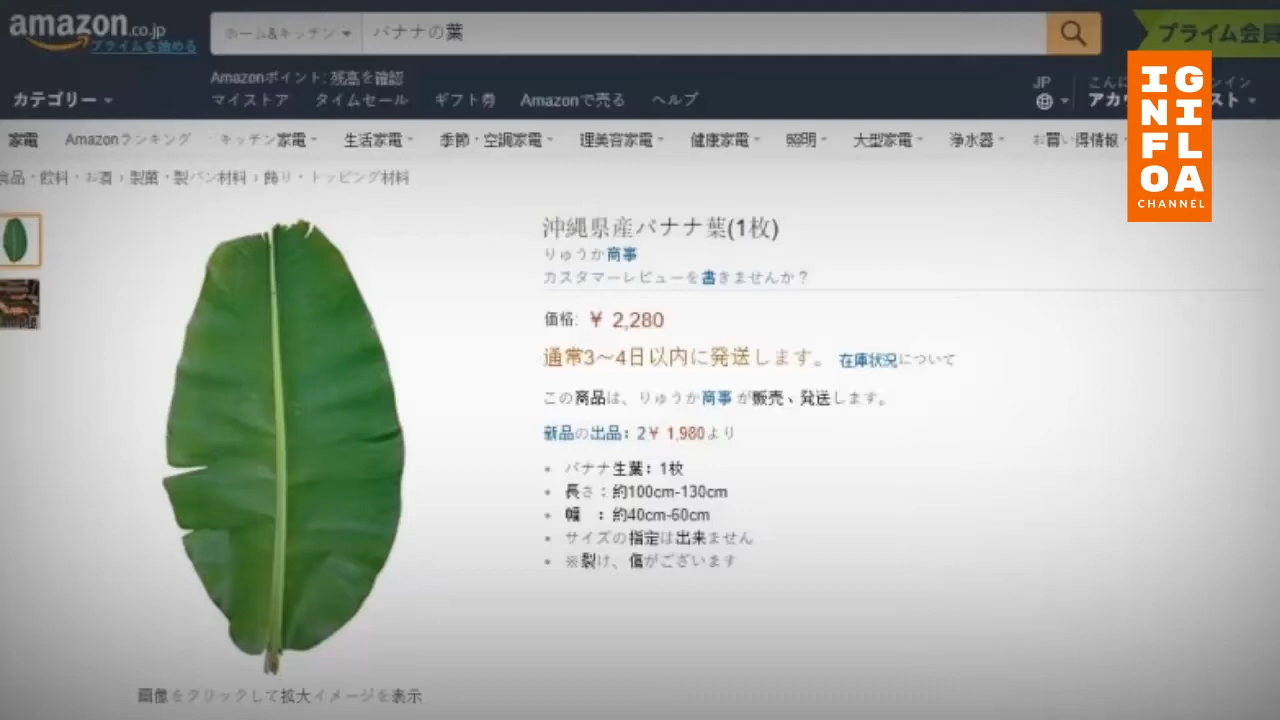 amazon.co.jp
プライムを始める
ホーム&キッチン
バナナの葉
プライム会員
Amazonポイント: 残高を確認
カテゴリー
マイストア タイムセール ギフト券 Amazonで売る ヘルプ
JP
家電 Amazonランキング キッチン家電 生活家電 季節・空調家電 理美容家電 健康家電 照明 大型家電 浄水器 お買い得情報
食品・飲料・お酒 › 製菓・製パン材料 › 飾り・トッピング材料
IG
NI
FL
OA
CHANNEL
沖縄県産バナナ葉(1枚)
りゅうか商事
カスタマーレビューを書きませんか?
価格: ¥ 2,280
通常3～4日以内に発送します。 在庫状況について
この商品は、りゅうか商事 が販売、発送します。
新品の出品：2¥ 1,980より
• バナナ生葉：1枚
• 長さ：約100cm-130cm
• 幅　：約40cm-60cm
• サイズの指定は出来ません
• ※裂け、傷がございます
画像をクリックして拡大イメージを表示